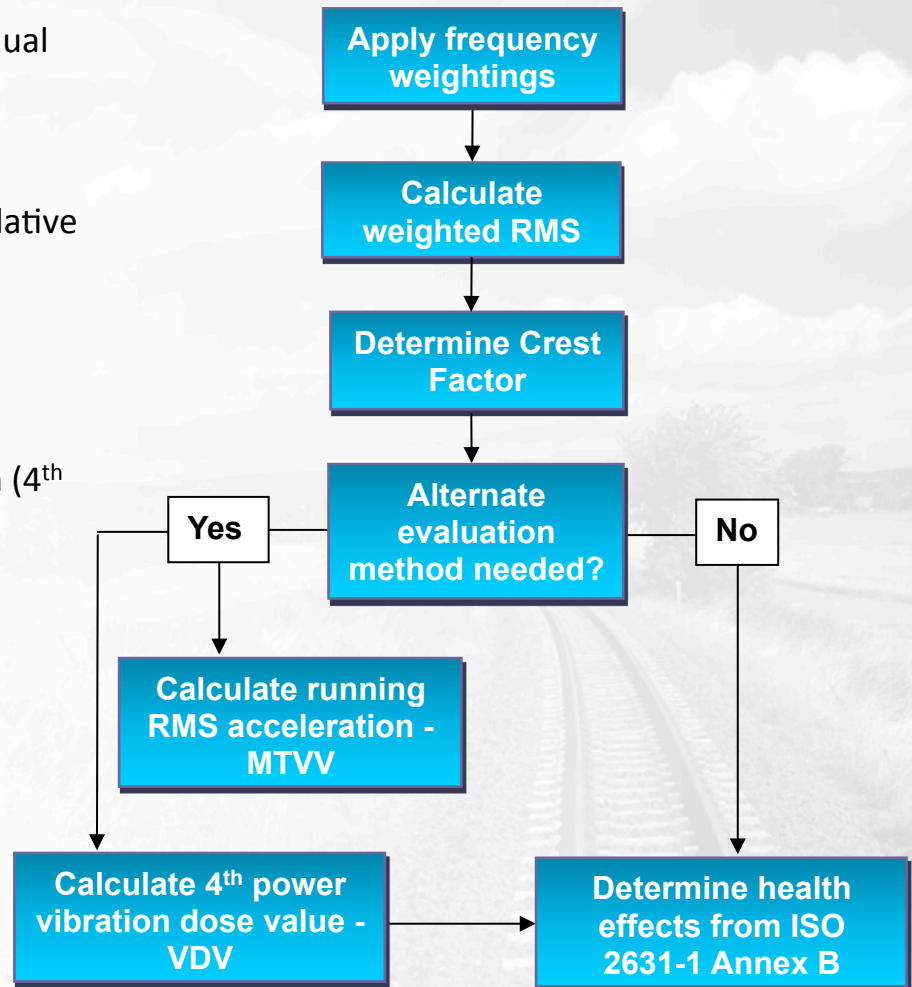 ual
lative
(4th
Apply frequency
weightings
Calculate
weighted RMS
Determine Crest
Factor
Alternate
evaluation
method needed?
Yes
No
Calculate running
RMS acceleration -
MTVV
Calculate 4th power
vibration dose value -
VDV
Determine health
effects from ISO
2631-1 Annex B